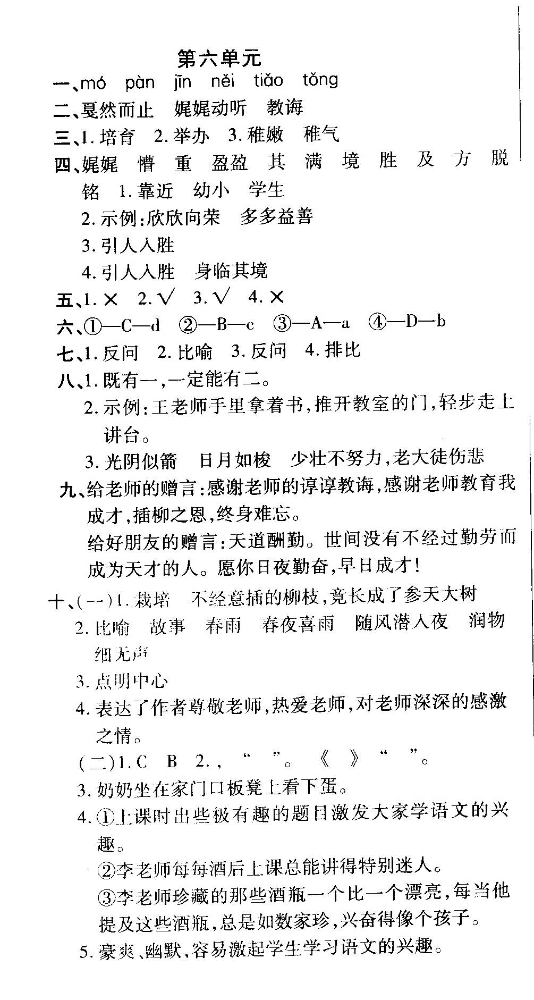 第六单元
一、mó pàn jīn něi tiǎo tǒng
二、戛然而止 娓娓动听 教诲
三、1.培育 2.举办 3.稚嫩 稚气
四、娓娓 懵 重 盈盈 其 满 境 胜 及 方 脱
铭 1.靠近 幼小 学生
2.示例:欣欣向荣 多多益善
3.引人入胜
4.引人入胜 身临其境
五、1.× 2.√ 3.√ 4.×
六、①—C—d ②—B—c ③—A—a ④—D—b
七、1.反问 2.比喻 3.反问 4.排比
八、1.既有一,一定能有二。
2.示例:王老师手里拿着书,推开教室的门,轻步走上
讲台。
3.光阴似箭 日月如梭 少壮不努力,老大徒伤悲
九、给老师的赠言:感谢老师的谆谆教诲,感谢老师教育我
成才,插柳之恩,终身难忘。
给好朋友的赠言:天道酬勤。世间没有不经过勤劳而
成为天才的人。愿你日夜勤奋,早日成才!
十、(一)1.栽培 不经意插的柳枝,竟长成了参天大树
2.比喻 故事 春雨 春夜喜雨 随风潜入夜 润物
细无声
3.点明中心
4.表达了作者尊敬老师,热爱老师,对老师深深的感激
之情。
(二)1.C B 2., “ ”。 《 》 “ ”。
3.奶奶坐在家门口板凳上看下蛋。
4.①上课时出些极有趣的题目激发大家学语文的兴
趣。
②李老师每每酒后上课总能讲得特别迷人。
③李老师珍藏的那些酒瓶一个比一个漂亮,每当他
提及这些酒瓶,总是如数家珍,兴奋得像个孩子。
5.豪爽、幽默,容易激起学生学习语文的兴趣。